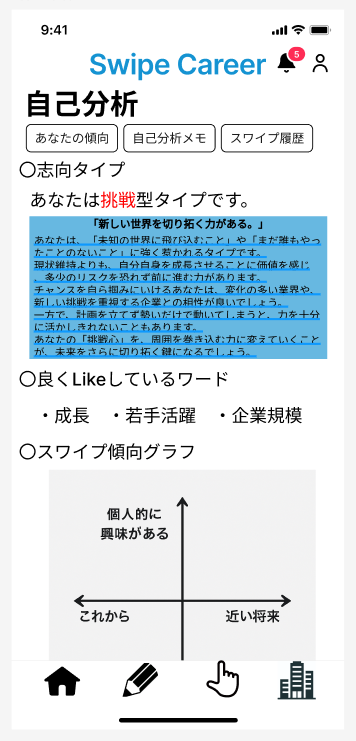 9:41
Swipe Career
5
自己分析
あなたの傾向 自己分析メモ スワイプ履歴
〇志向タイプ
あなたは挑戦型タイプです。
「新しい世界を切り拓く力がある。」
あなたは、「未知の世界に飛び込むこと」や「まだ誰もやっ
たことのないこと」に強く惹かれるタイプです。
現状維持よりも、自分自身を成長させることに価値を感じ
、多少のリスクを恐れず前に進む力があります。
チャンスを自ら掴みにいけるあなたは、変化の多い業界や、
新しい挑戦を重視する企業との相性が良いでしょう。
一方で、計画を立てず勢いだけで動いてしまうと、力を十分
に活かしきれないこともあります。
あなたの「挑戦心」を、周囲を巻き込む力に変えていくこと
が、未来をさらに切り拓く鍵になるでしょう。
〇良くLikeしているワード
・成長 ・若手活躍 ・企業規模
〇スワイプ傾向グラフ
個人的に
興味がある
これから 近い将来